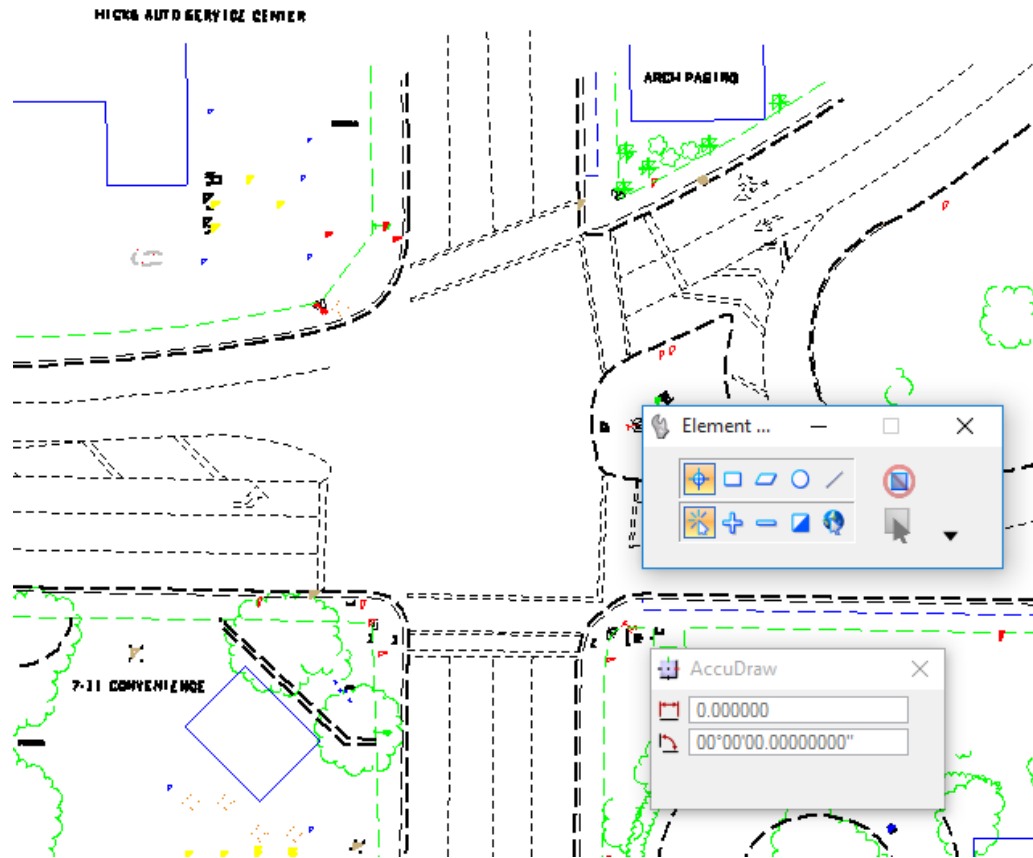 HICKS AUTO SERVICE CENTER
ARCH PAGING
Element ...
AccuDraw
0.000000
00°00'00.00000000"
7-11 CONVENIENCE